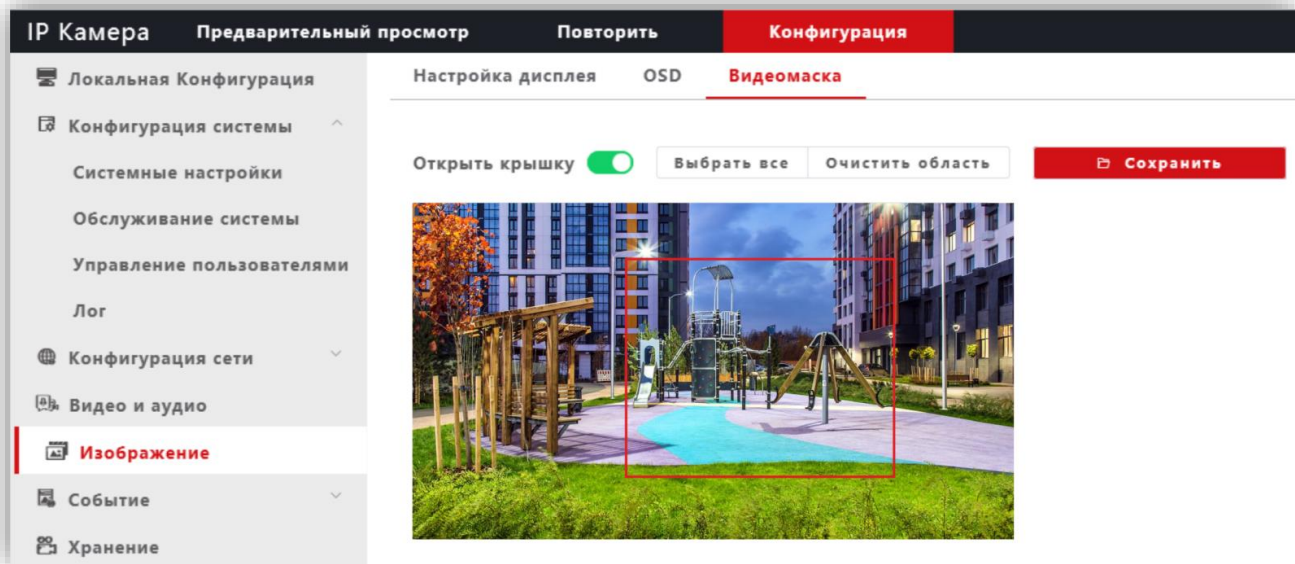 IP Камера Предварительный просмотр Повторить Конфигурация
Локальная Конфигурация
Настройка дисплея OSD Видеомаска
Конфигурация системы
Системные настройки
Открыть крышку Выбрать все Очистить область Сохранить
Обслуживание системы
Управление пользователями
Лог
Конфигурация сети
Видео и аудио
Изображение
Событие
Хранение